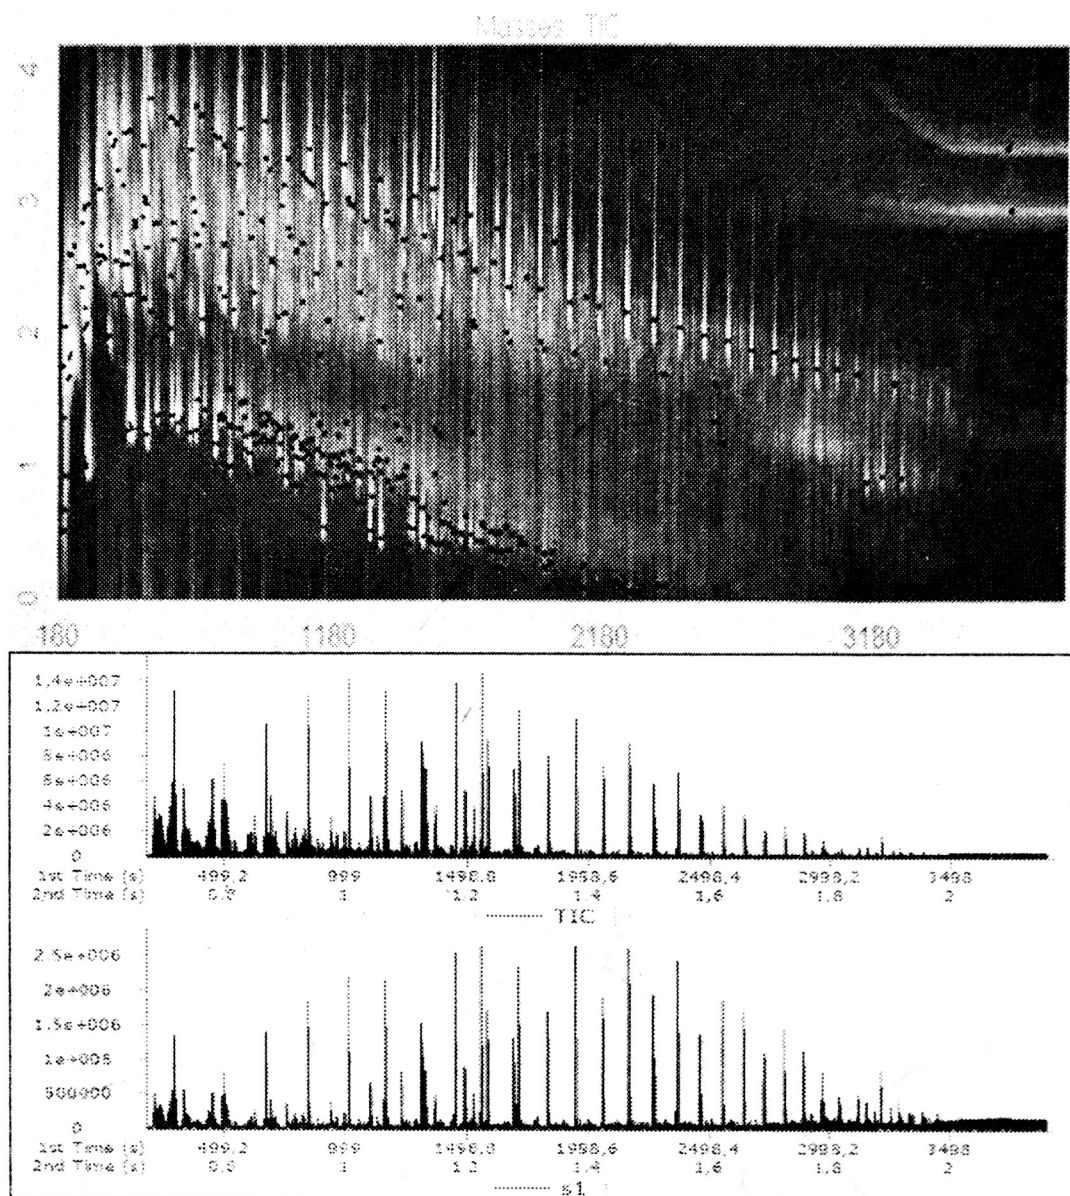 Masses TIC
4
3
2
1
0
180 1180 2180 3180
1,4e+007
1,2e+007
1e+007
8e+006
6e+006
4e+006
2e+006
0
1st Time (s) 499,2 999 1498,8 1998,6 2498,4 2998,2 3498
2nd Time (s) 0,8 1 1,2 1,4 1,6 1,8 2
TIC
2,5e+006
2e+006
1,5e+006
1e+006
500000
0
1st Time (s) 499,2 999 1498,8 1998,6 2498,4 2998,2 3498
2nd Time (s) 0,8 1 1,2 1,4 1,6 1,8 2
s1